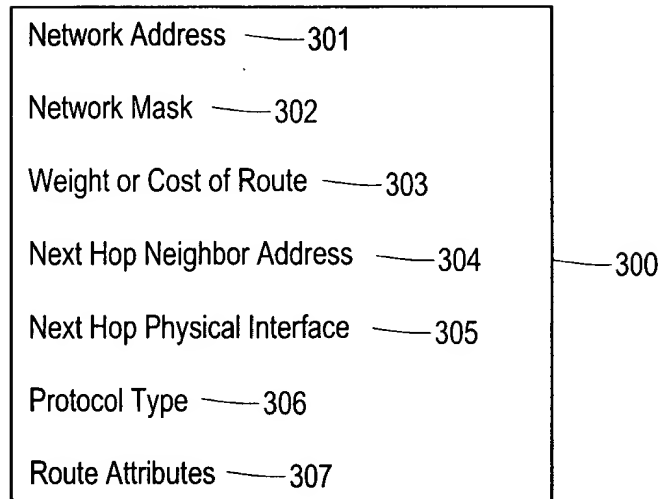 Network Address 301
Network Mask 302
Weight or Cost of Route 303
Next Hop Neighbor Address 304
300
Next Hop Physical Interface 305
Protocol Type 306
Route Attributes 307